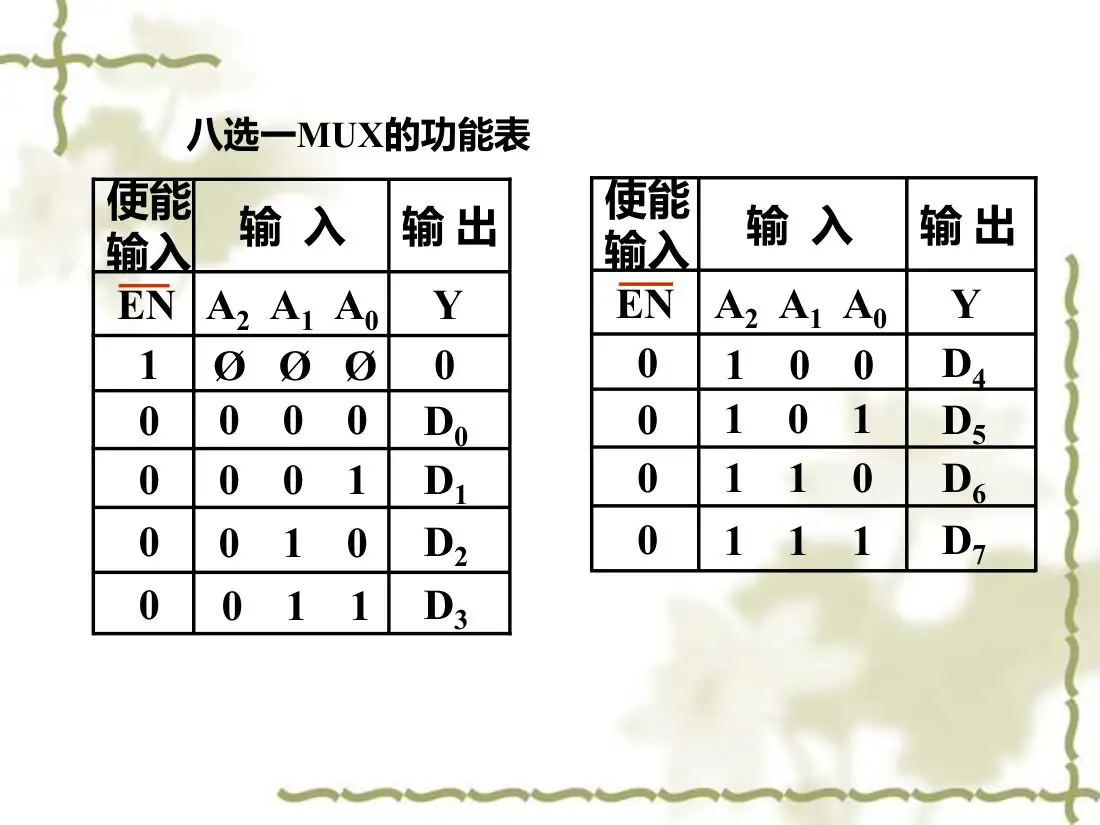 八选一MUX的功能表
使能输入 输 入 输 出
EN A2 A1 A0 Y
1 Ø Ø Ø 0
0 0 0 0 D0
0 0 0 1 D1
0 0 1 0 D2
0 0 1 1 D3
使能输入 输 入 输 出
EN A2 A1 A0 Y
0 1 0 0 D4
0 1 0 1 D5
0 1 1 0 D6
0 1 1 1 D7